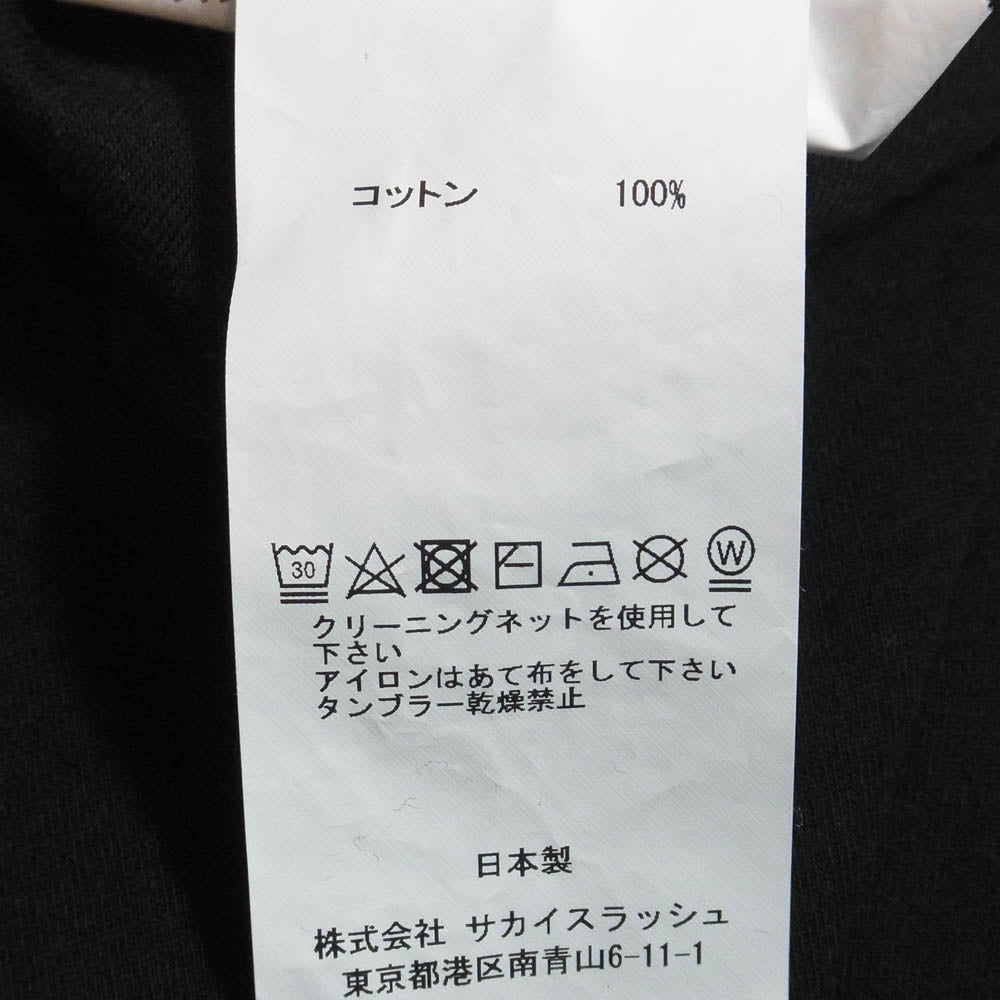 コットン 100%
30 W
クリーニングネットを使用して
下さい
アイロンはあて布をして下さい
タンブラー乾燥禁止
日本製
株式会社 サカイスラッシュ
東京都港区南青山6-11-1